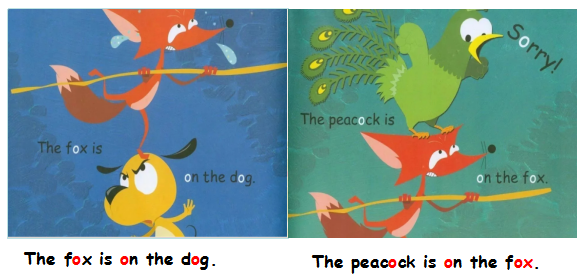 The fox is
on the dog.
Sorry!
The peacock is
on the fox.
The fox is on the dog.
The peacock is on the fox.